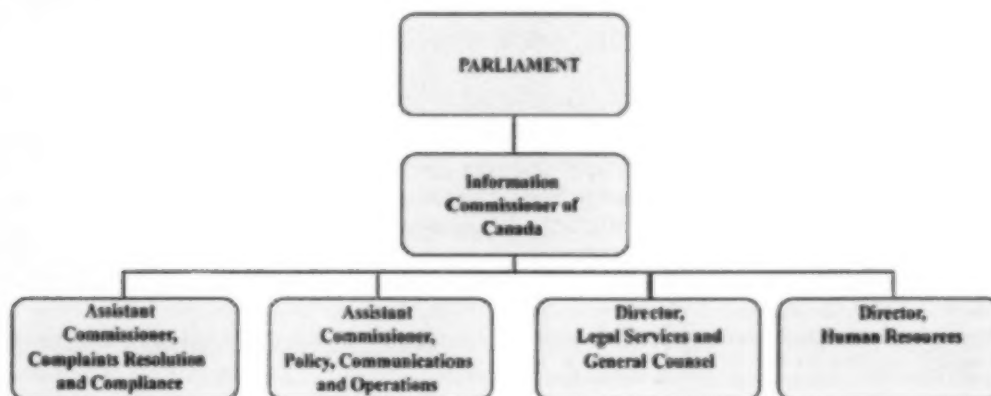 PARLIAMENT
Information
Commissioner of
Canada
Assistant
Commissioner,
Complaints Resolution
and Compliance
Assistant
Commissioner,
Policy, Communications
and Operations
Director,
Legal Services and
General Counsel
Director,
Human Resources